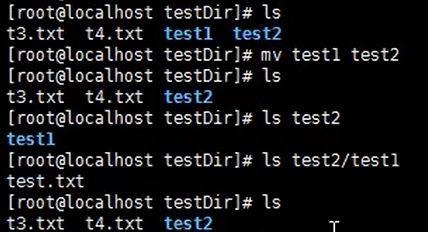 [root@localhost testDir]# ls
t3.txt  t4.txt  test1  test2
[root@localhost testDir]# mv test1 test2
[root@localhost testDir]# ls
t3.txt  t4.txt  test2
[root@localhost testDir]# ls test2
test1
[root@localhost testDir]# ls test2/test1
test.txt
[root@localhost testDir]# ls
t3.txt  t4.txt  test2